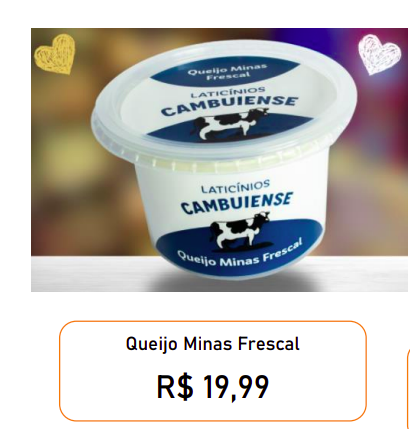 Queijo Minas
Frescal
LATICÍNIOS
CAMBUIENSE
LATICÍNIOS
CAMBUIENSE
Queijo Minas Frescal
Queijo Minas Frescal
R$ 19,99